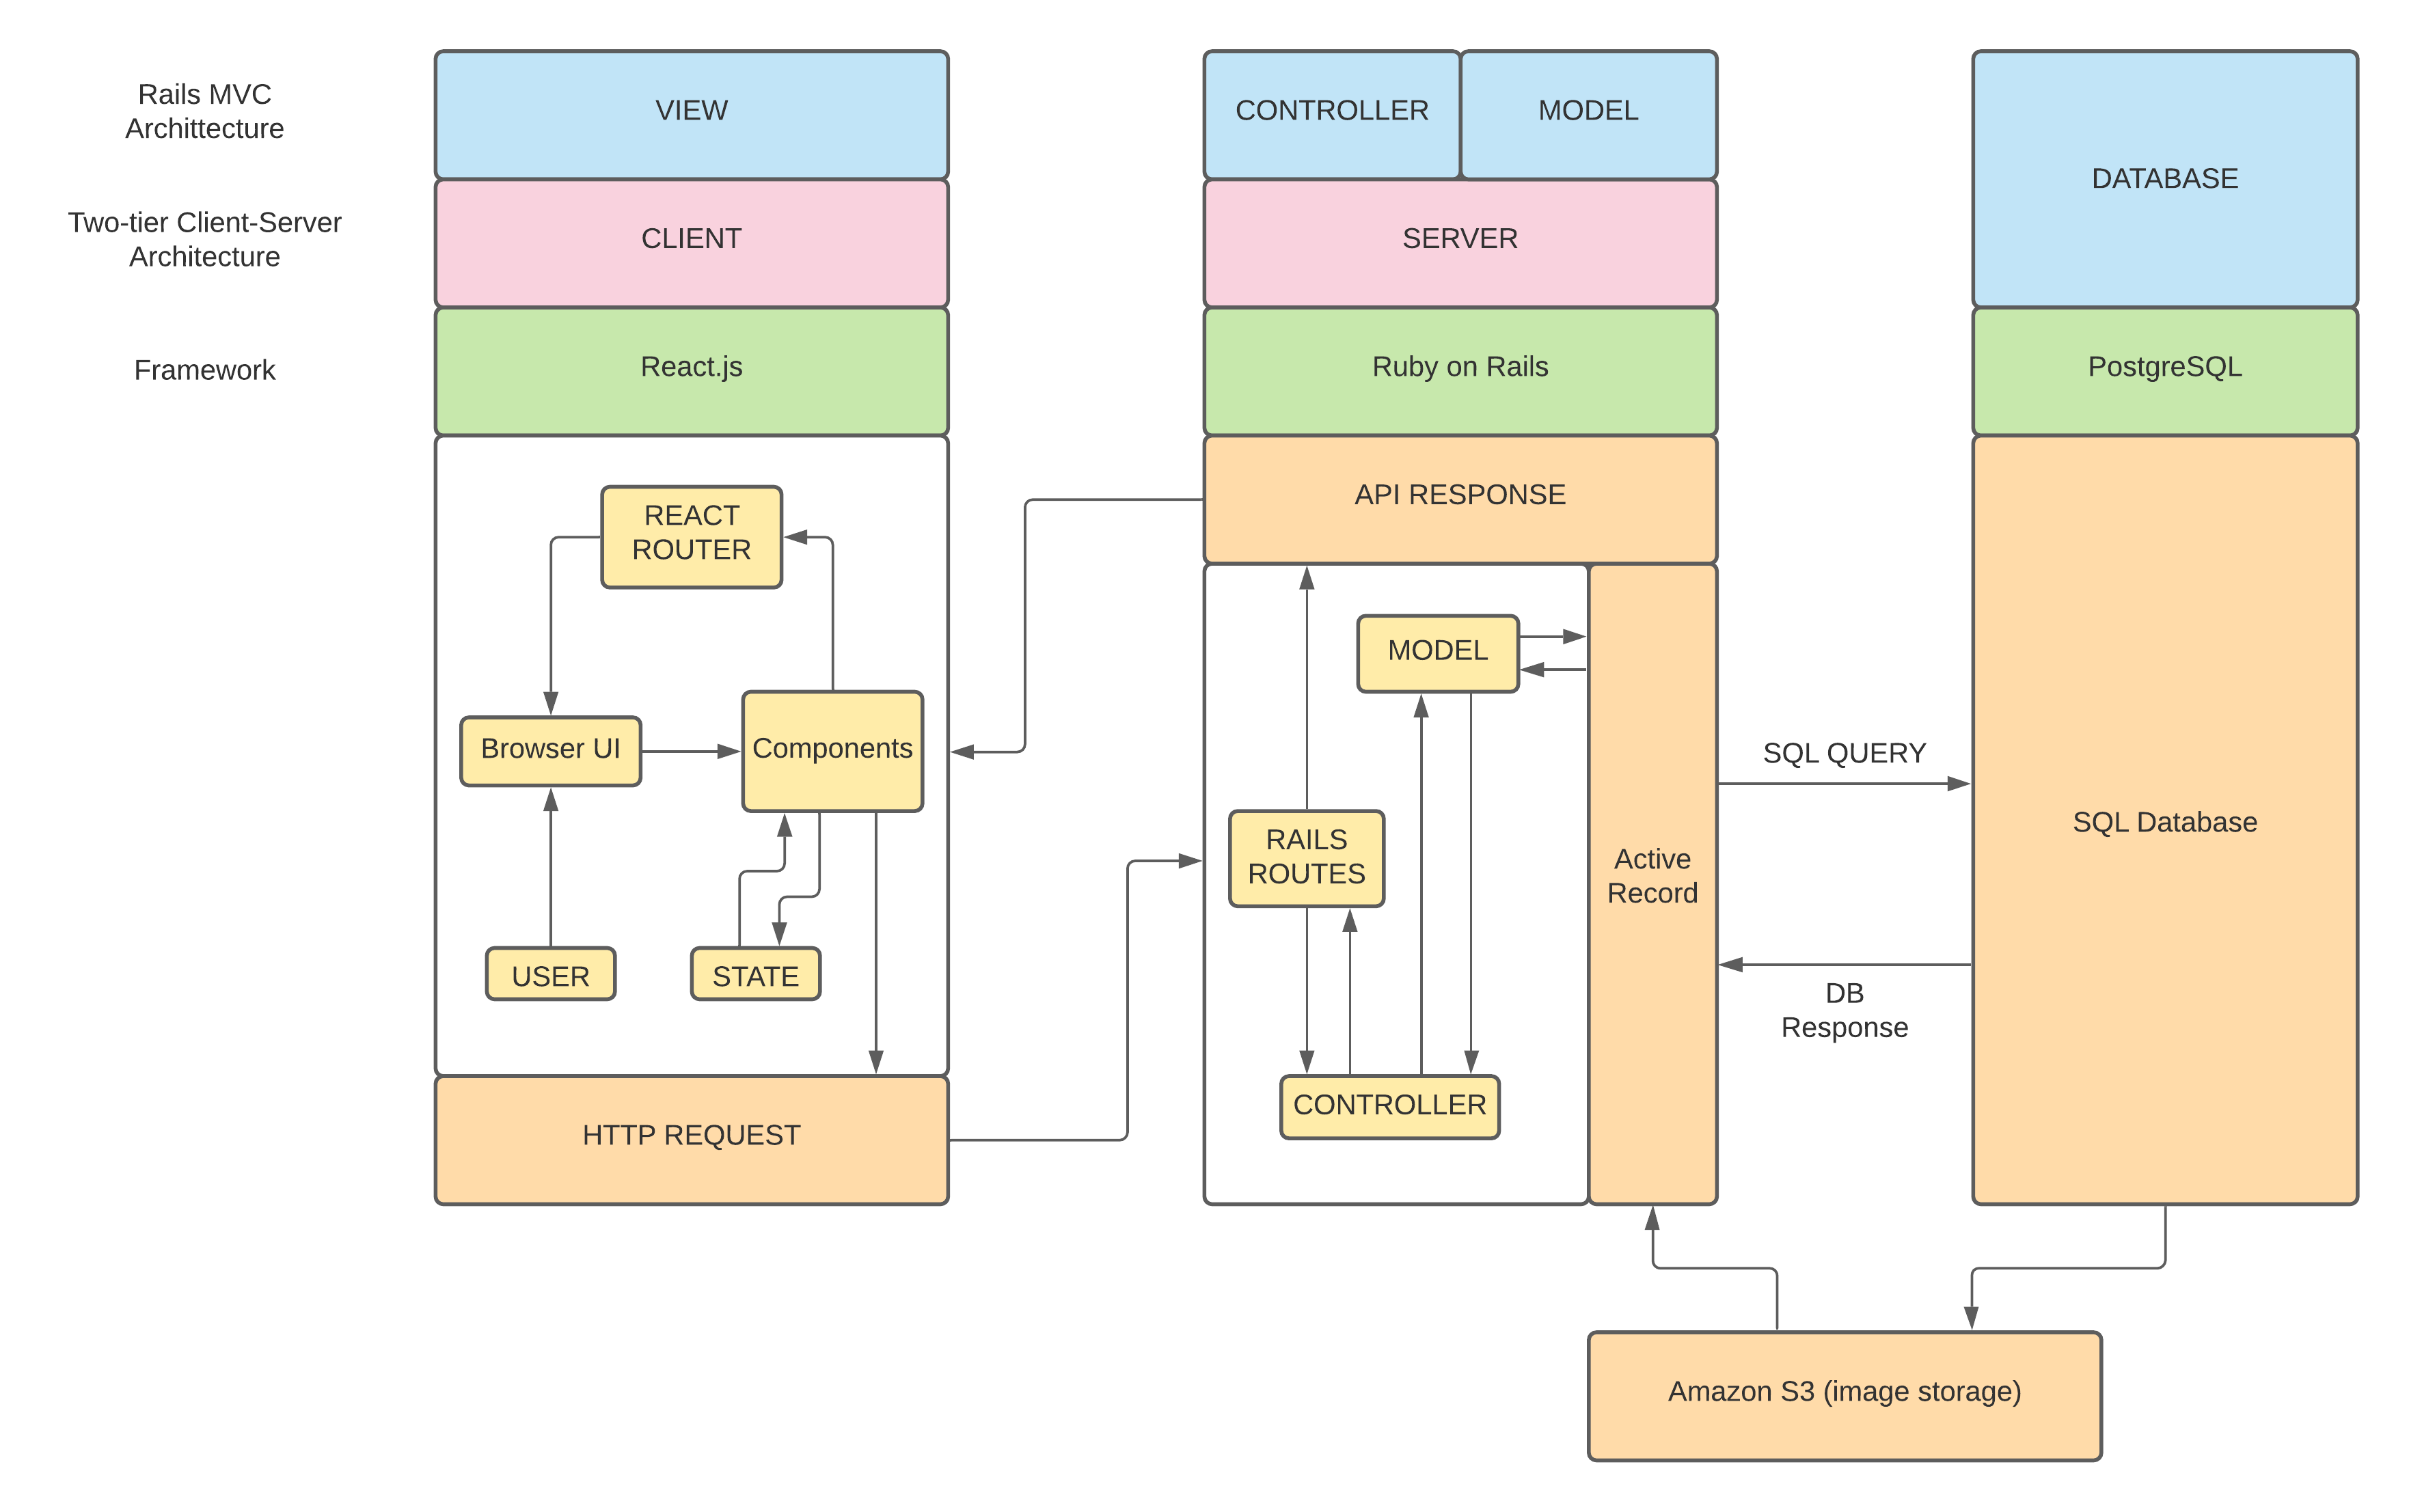 Rails MVC
Archittecture
VIEW
CONTROLLER
MODEL
DATABASE
Two-tier Client-Server
Architecture
CLIENT
SERVER
Framework
React.js
Ruby on Rails
PostgreSQL
REACT
ROUTER
Browser UI
Components
USER
STATE
HTTP REQUEST
API RESPONSE
MODEL
RAILS
ROUTES
CONTROLLER
Active
Record
SQL QUERY
DB
Response
SQL Database
Amazon S3 (image storage)